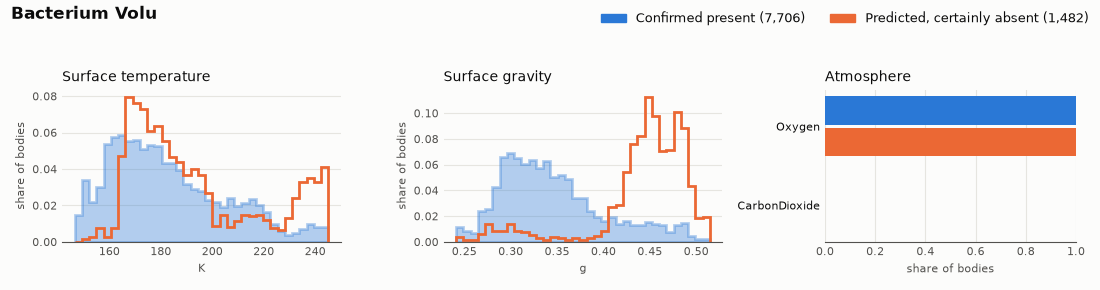 Bacterium Volu
Confirmed present (7,706)
Predicted, certainly absent (1,482)
Surface temperature
share of bodies
0.08
0.06
0.04
0.02
0.00
160 180 200 220 240
K
Surface gravity
share of bodies
0.10
0.08
0.06
0.04
0.02
0.00
0.25 0.30 0.35 0.40 0.45 0.50
g
Atmosphere
Oxygen
CarbonDioxide
0.0 0.2 0.4 0.6 0.8 1.0
share of bodies